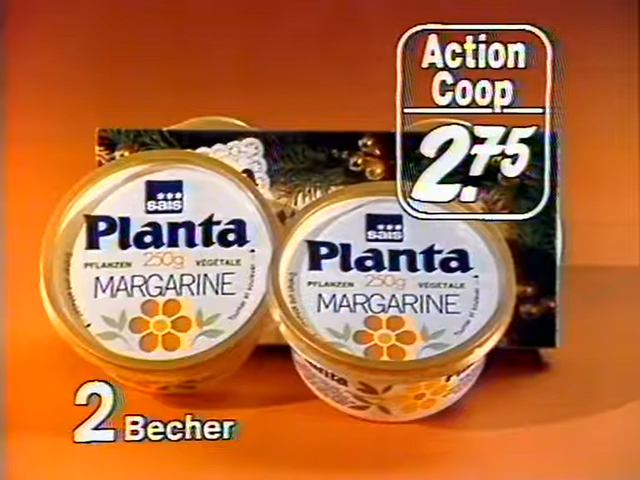 Action
Coop
2.75
sais
Planta
250g
PFLANZEN VÉGÉTALE
MARGARINE
sais
Planta
250g
PFLANZEN VÉGÉTALE
MARGARINE
2 Becher